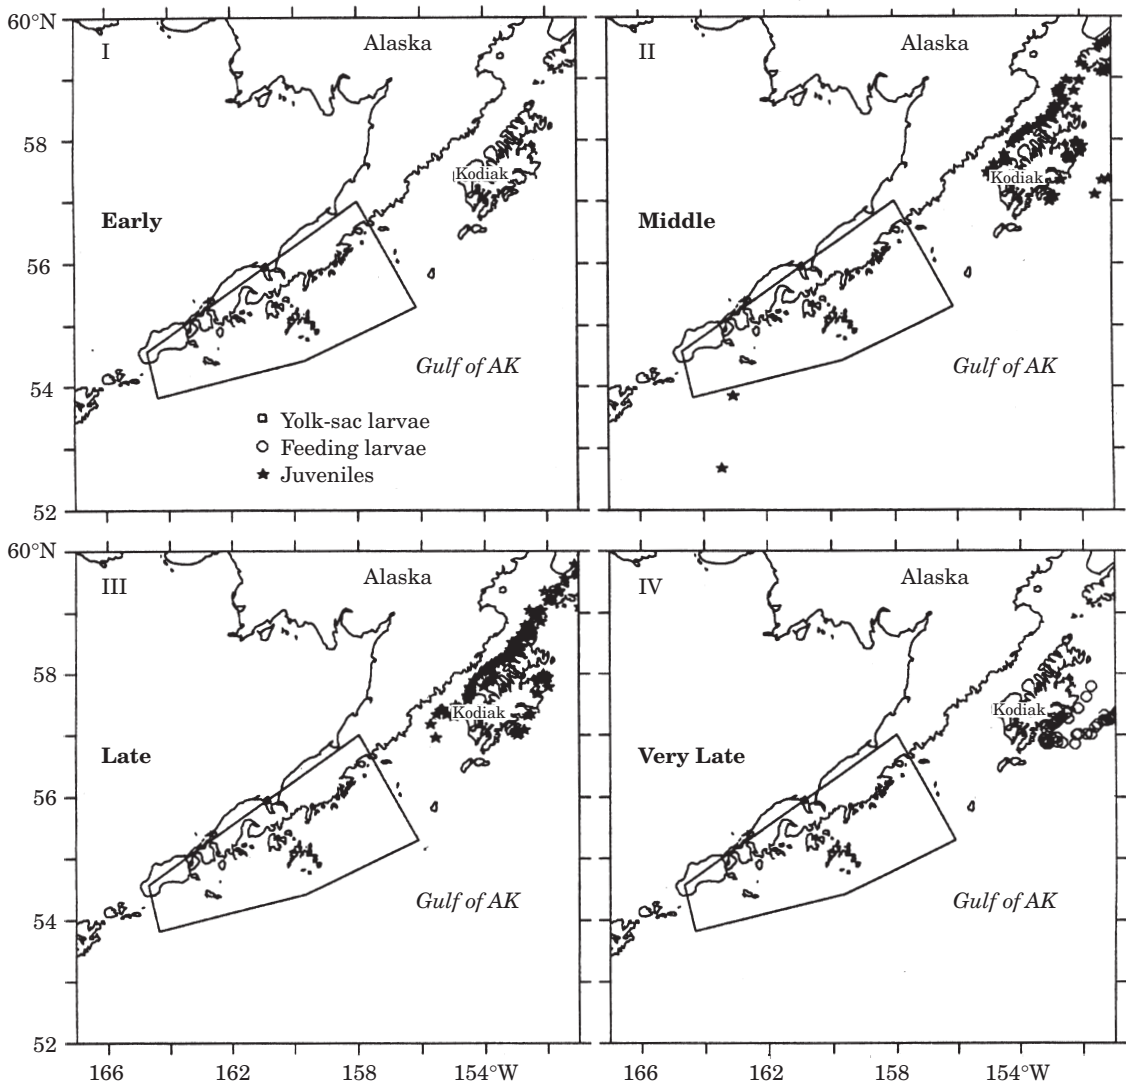 60°N
I
Alaska
II
Alaska
58
Kodiak
Kodiak
Early
Middle
56
Gulf of AK
Gulf of AK
54
Yolk-sac larvae
Feeding larvae
Juveniles
52
60°N
III
Alaska
IV
Alaska
58
Kodiak
Kodiak
Late
Very Late
56
Gulf of AK
Gulf of AK
54
52
166 162 158 154°W 166 162 158 154°W